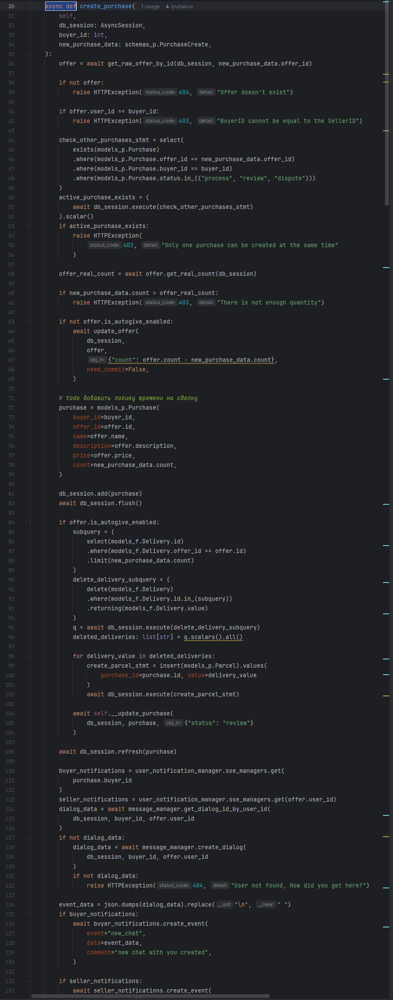 30 async def create_purchase( 1 usage iyunakov
31 self,
32 db_session: AsyncSession,
33 buyer_id: int,
34 new_purchase_data: schemas_p.PurchaseCreate,
35 ):
36 offer = await get_raw_offer_by_id(db_session, new_purchase_data.offer_id)
37
38 if not offer:
39 raise HTTPException( status_code: 404, detail: "Offer doesn't exist")
40
41 if offer.user_id == buyer_id:
42 raise HTTPException( status_code: 403, detail: "BuyerID cannot be equal to the SellerID")
43
44 check_other_purchases_stmt = select(
45 exists(models_p.Purchase)
46 .where(models_p.Purchase.offer_id == new_purchase_data.offer_id)
47 .where(models_p.Purchase.buyer_id == buyer_id)
48 .where(models_p.Purchase.status.in_(("process", "review", "dispute")))
49 )
50 active_purchase_exists = (
51 await db_session.execute(check_other_purchases_stmt)
52 ).scalar()
53 if active_purchase_exists:
54 raise HTTPException(
55 status_code: 403, detail: "Only one purchase can be created at the same time"
56 )
57
58 offer_real_count = await offer.get_real_count(db_session)
59
60 if new_purchase_data.count > offer_real_count:
61 raise HTTPException( status_code: 403, detail: "There is not enough quantity")
62
63 if not offer.is_autogive_enabled:
64 await update_offer(
65 db_session,
66 offer,
67 obj_in: {"count": offer.count - new_purchase_data.count},
68 need_commit=False,
69 )
70
71 # todo добавить логику времени на сделку
72 purchase = models_p.Purchase(
73 buyer_id=buyer_id,
74 offer_id=offer.id,
75 name=offer.name,
76 description=offer.description,
77 price=offer.price,
78 count=new_purchase_data.count,
79 )
80
81 db_session.add(purchase)
82 await db_session.flush()
83
84 if offer.is_autogive_enabled:
85 subquery = (
86 select(models_f.Delivery.id)
87 .where(models_f.Delivery.offer_id == offer.id)
88 .limit(new_purchase_data.count)
89 )
90 delete_delivery_subquery = (
91 delete(models_f.Delivery)
92 .where(models_f.Delivery.id.in_(subquery))
93 .returning(models_f.Delivery.value)
94 )
95 q = await db_session.execute(delete_delivery_subquery)
96 deleted_deliveries: list[str] = q.scalars().all()
97
98 for delivery_value in deleted_deliveries:
99 create_parcel_stmt = insert(models_p.Parcel).values(
100 purchase_id=purchase.id, value=delivery_value
101 )
102 await db_session.execute(create_parcel_stmt)
103
104 await self.__update_purchase(
105 db_session, purchase, obj_in: {"status": "review"}
106 )
107
108 await db_session.refresh(purchase)
109
110 buyer_notifications = user_notification_manager.sse_managers.get(
111 purchase.buyer_id
112 )
113 seller_notifications = user_notification_manager.sse_managers.get(offer.user_id)
114 dialog_data = await message_manager.get_dialog_id_by_user_id(
115 db_session, buyer_id, offer.user_id
116 )
117 if not dialog_data:
118 dialog_data = await message_manager.create_dialog(
119 db_session, buyer_id, offer.user_id
120 )
121 if not dialog_data:
122 raise HTTPException( status_code: 404, detail: "User not found, How did you get here?")
123
124 event_data = json.dumps(dialog_data).replace( __old: "\n", __new: " ")
125 if buyer_notifications:
126 await buyer_notifications.create_event(
127 event="new_chat",
128 data=event_data,
129 comment="new chat with you created",
130 )
131
132 if seller_notifications:
133 await seller_notifications.create_event(